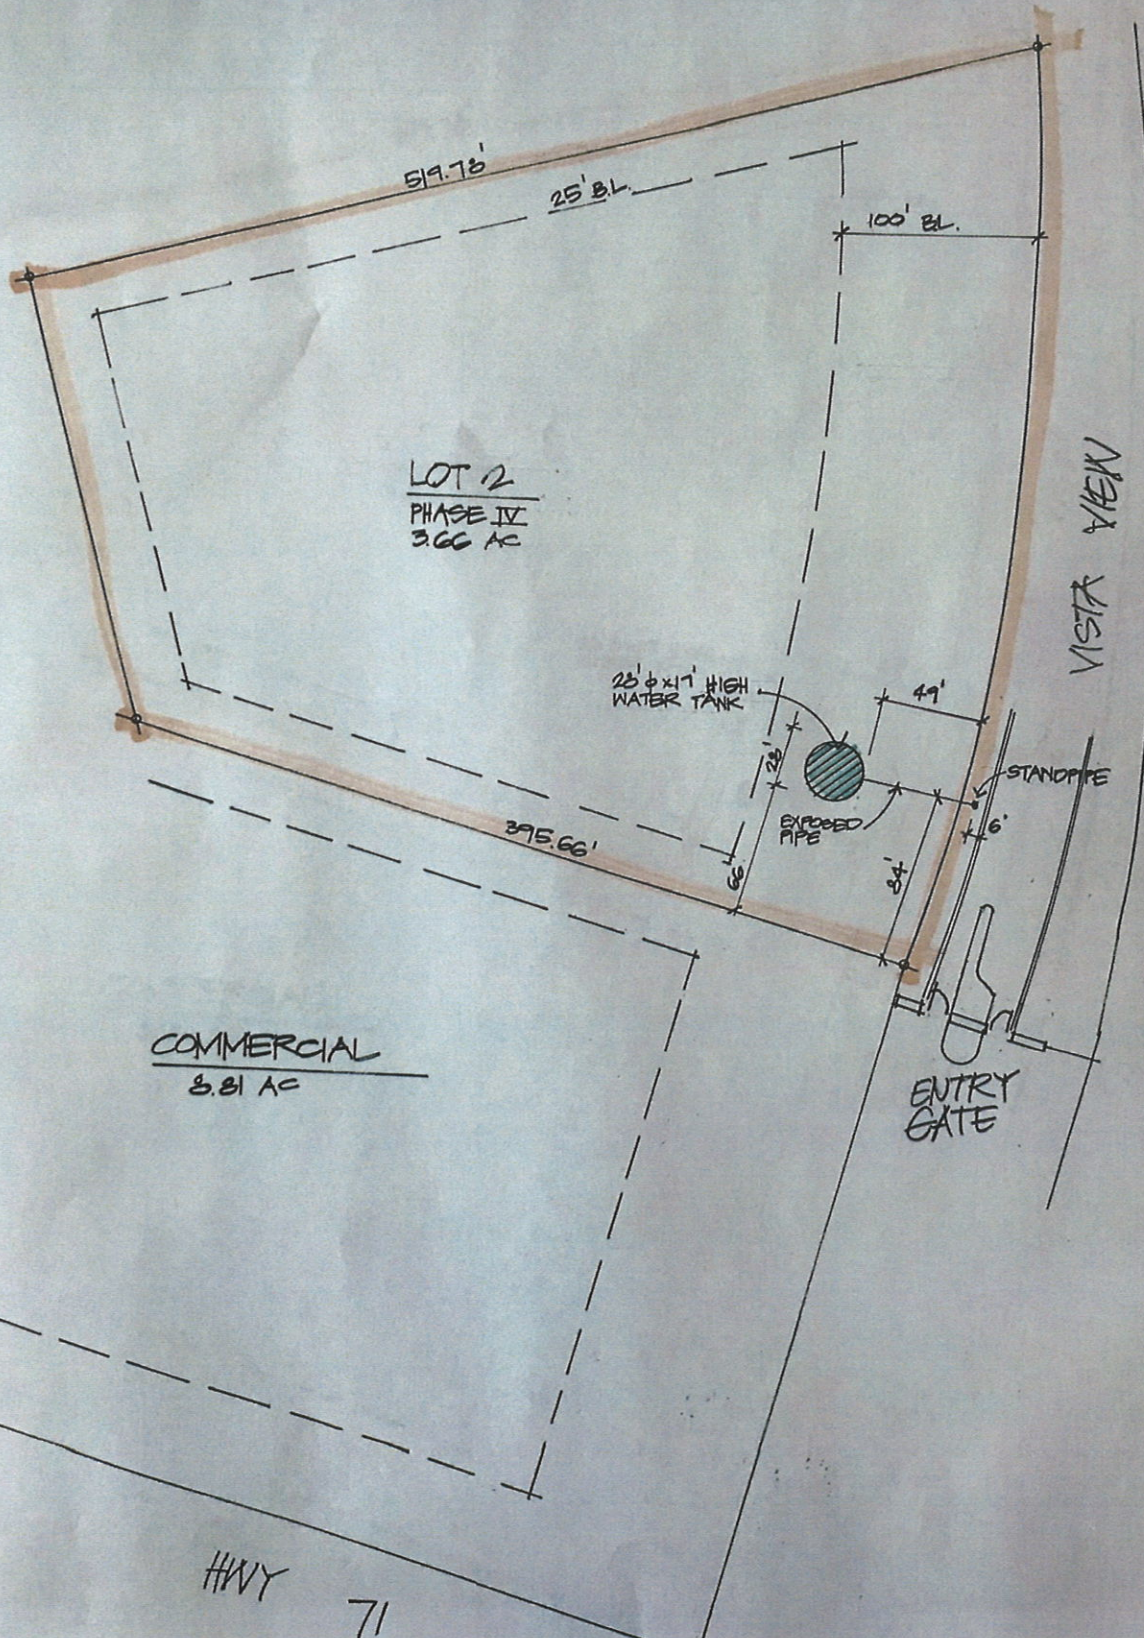 519.78'
25' B.L.
100' B.L.
LOT 2
PHASE IV
3.66 AC
VISTA VIEW
28' ϕ x 17' HIGH
WATER TANK
49'
28'
STANDPIPE
EXPOSED
PIPE
6'
395.66'
66'
84'
COMMERCIAL
8.81 AC
ENTRY
GATE
HWY 71